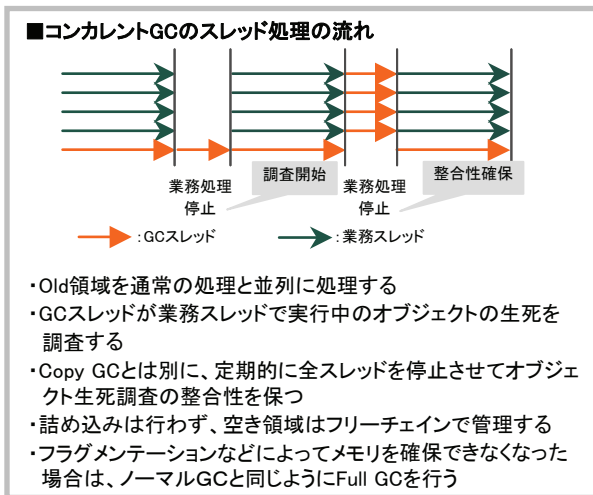 ■コンカレントGCのスレッド処理の流れ
業務処理
停止
調査開始
業務処理
停止
整合性確保
:GCスレッド
:業務スレッド
・Old領域を通常の処理と並列に処理する
・GCスレッドが業務スレッドで実行中のオブジェクトの生死を
調査する
・Copy GCとは別に、定期的に全スレッドを停止させてオブジェ
クト生死調査の整合性を保つ
・詰め込みは行わず、空き領域はフリーチェインで管理する
・フラグメンテーションなどによってメモリを確保できなくなった
場合は、ノーマルGCと同じようにFull GCを行う